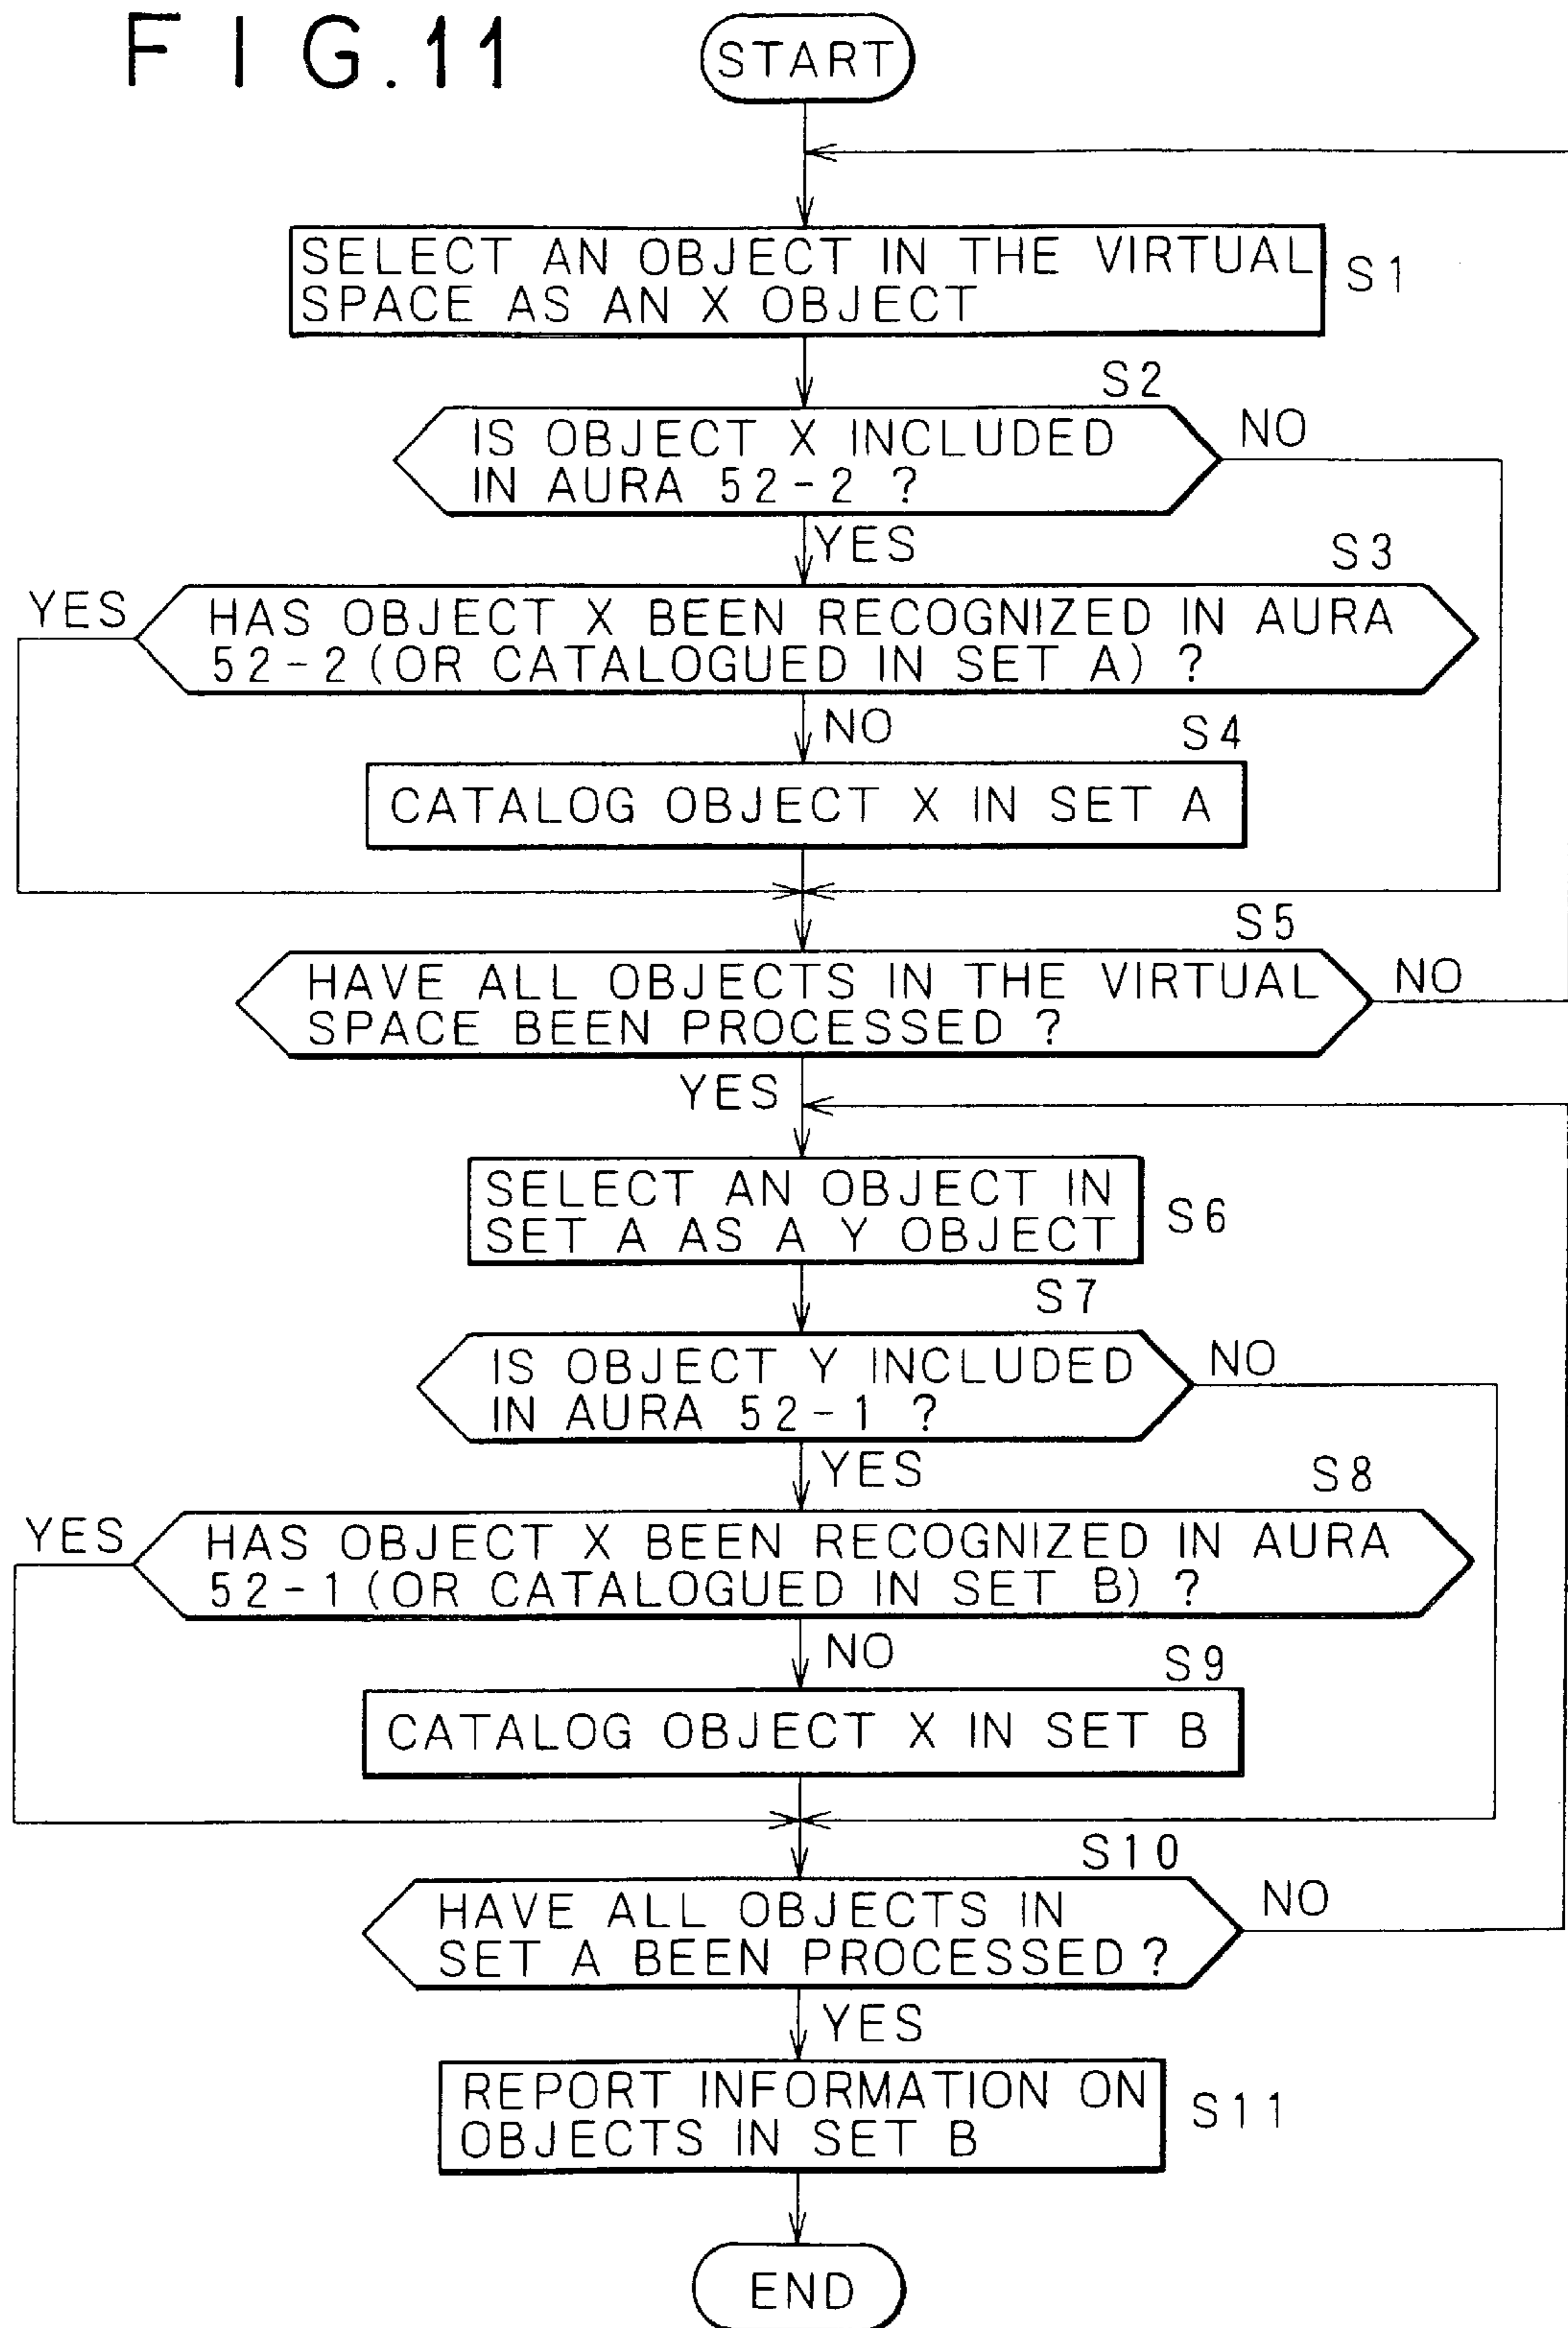 FIG.11
START
SELECT AN OBJECT IN THE VIRTUAL
SPACE AS AN X OBJECT
S1
S2
IS OBJECT X INCLUDED
IN AURA 52-2 ?
NO
YES
S3
YES
HAS OBJECT X BEEN RECOGNIZED IN AURA
52-2 (OR CATALOGUED IN SET A) ?
NO
S4
CATALOG OBJECT X IN SET A
S5
HAVE ALL OBJECTS IN THE VIRTUAL
SPACE BEEN PROCESSED ?
NO
YES
SELECT AN OBJECT IN
SET A AS A Y OBJECT
S6
S7
IS OBJECT Y INCLUDED
IN AURA 52-1 ?
NO
YES
S8
YES
HAS OBJECT X BEEN RECOGNIZED IN AURA
52-1 (OR CATALOGUED IN SET B) ?
NO
S9
CATALOG OBJECT X IN SET B
S10
HAVE ALL OBJECTS IN
SET A BEEN PROCESSED ?
NO
YES
REPORT INFORMATION ON
OBJECTS IN SET B
S11
END